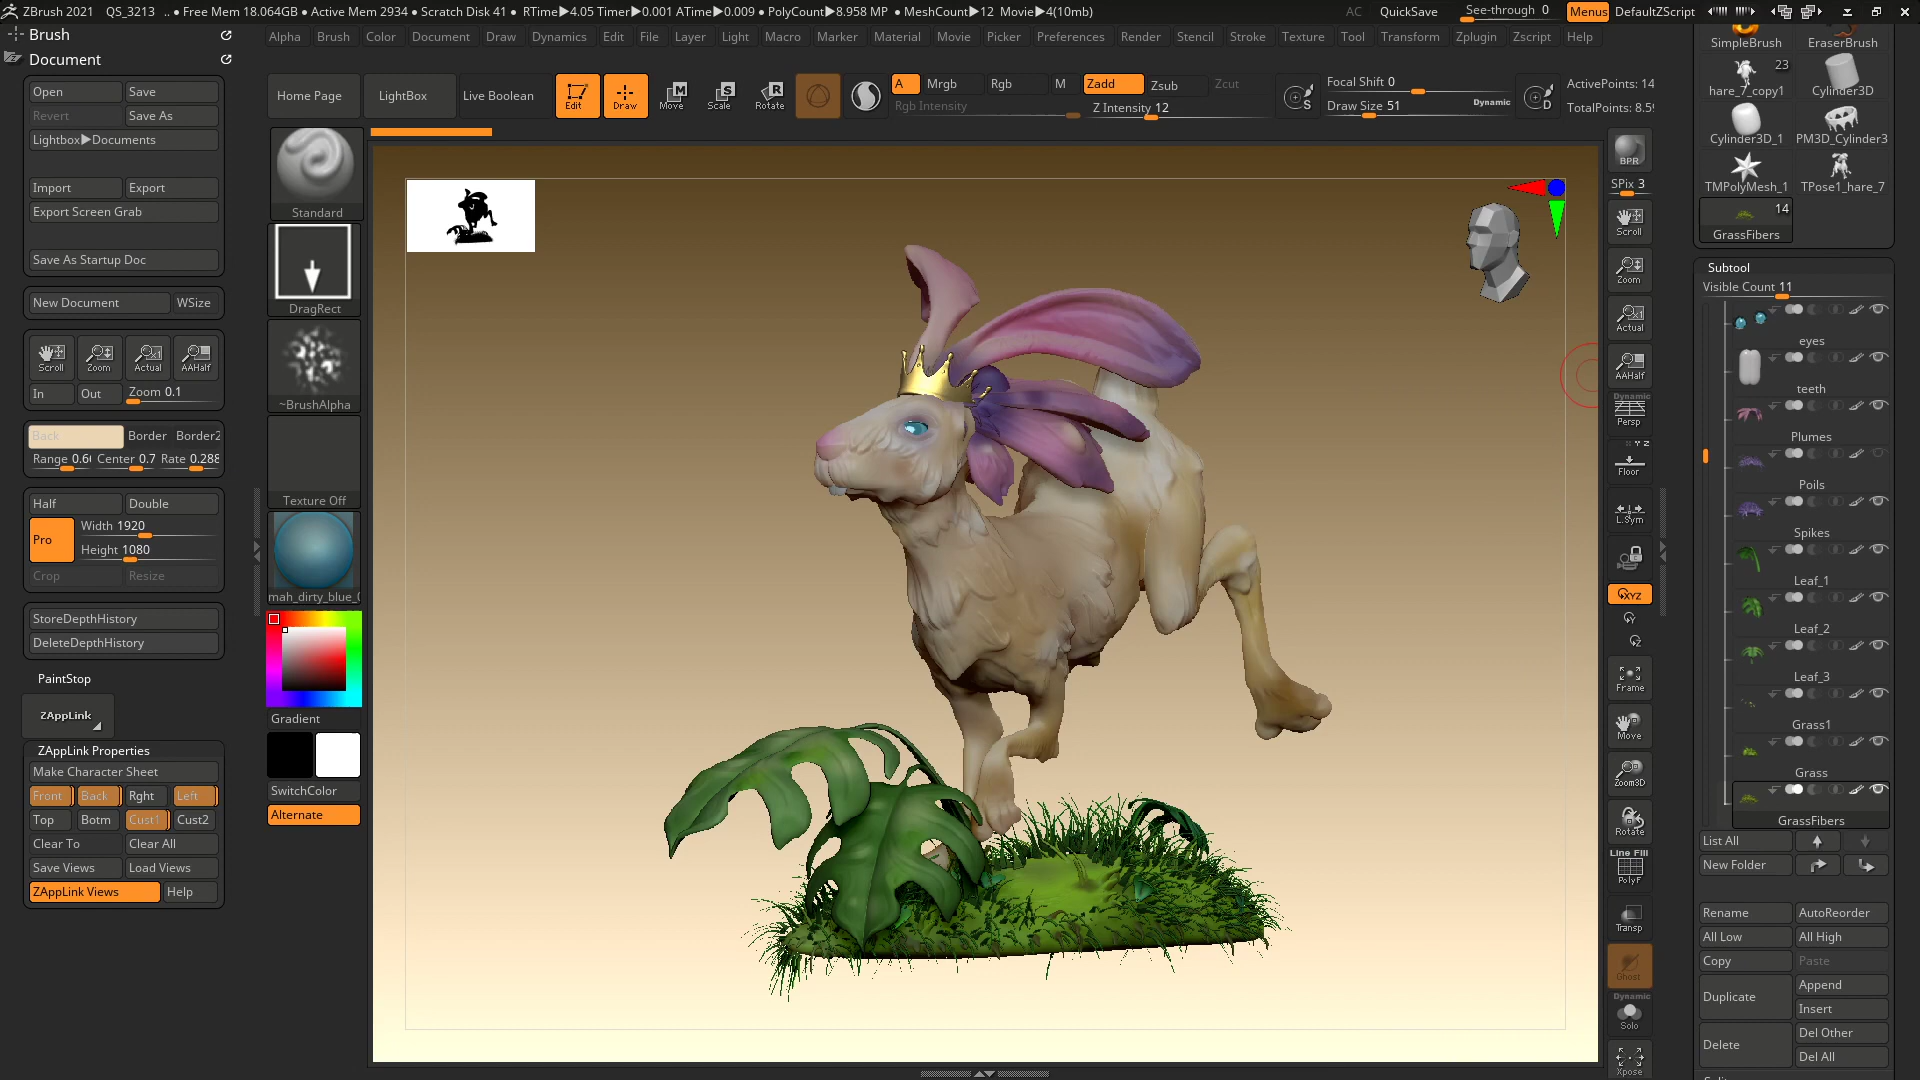 ZBrush 2021 QS_3213 .. • Free Mem 18.064GB • Active Mem 2934 • Scratch Disk 41 • RTime▶4.05 Timer▶0.001 ATime▶0.009 • PolyCount▶8.958 MP • MeshCount▶12 Movie▶4(10mb) AC QuickSave See-through 0 Menus DefaultZScript
Alpha Brush Color Document Draw Dynamics Edit File Layer Light Macro Marker Material Movie Picker Preferences Render Stencil Stroke Texture Tool Transform Zplugin Zscript Help
Brush
Document
Open Save
Revert Save As
Lightbox▶Documents
Import Export
Export Screen Grab
Save As Startup Doc
New Document WSize
Scroll Zoom Actual AAHalf
In Out Zoom 0.1
Back Border Border2
Range 0.6 Center 0.7 Rate 0.288
Half Double
Pro Width 1920
Height 1080
Crop Resize
StoreDepthHistory
DeleteDepthHistory
PaintStop
ZAppLink
ZAppLink Properties
Make Character Sheet
Front Back Rght Left
Top Botm Cust1 Cust2
Clear To Clear All
Save Views Load Views
ZAppLink Views Help
Home Page LightBox Live Boolean Edit Draw Move Scale Rotate
A Mrgb Rgb M Zadd Zsub Zcut
Rgb Intensity Z Intensity 12
Focal Shift 0
Draw Size 51 Dynamic
ActivePoints: 14
TotalPoints: 8.59
Standard
DragRect
~BrushAlpha
Texture Off
mah_dirty_blue_0
Gradient
SwitchColor
Alternate
BPR
SPix 3
Scroll
Zoom
Actual
AAHalf
Dynamic
Persp
X Y Z
Floor
L.Sym
XYZ
Frame
Move
Zoom3D
Rotate
Line Fill
PolyF
Transp
Ghost
Dynamic
Solo
Xpose
SimpleBrush EraserBrush
23
hare_7_copy1 Cylinder3D
Cylinder3D_1 PM3D_Cylinder3
TMPolyMesh_1 TPose1_hare_7
14
GrassFibers
Subtool
Visible Count 11
eyes
teeth
Plumes
Poils
Spikes
Leaf_1
Leaf_2
Leaf_3
Grass1
Grass
GrassFibers
List All
New Folder
Rename AutoReorder
All Low All High
Copy Paste
Duplicate Append
Insert
Delete Del Other
Del All